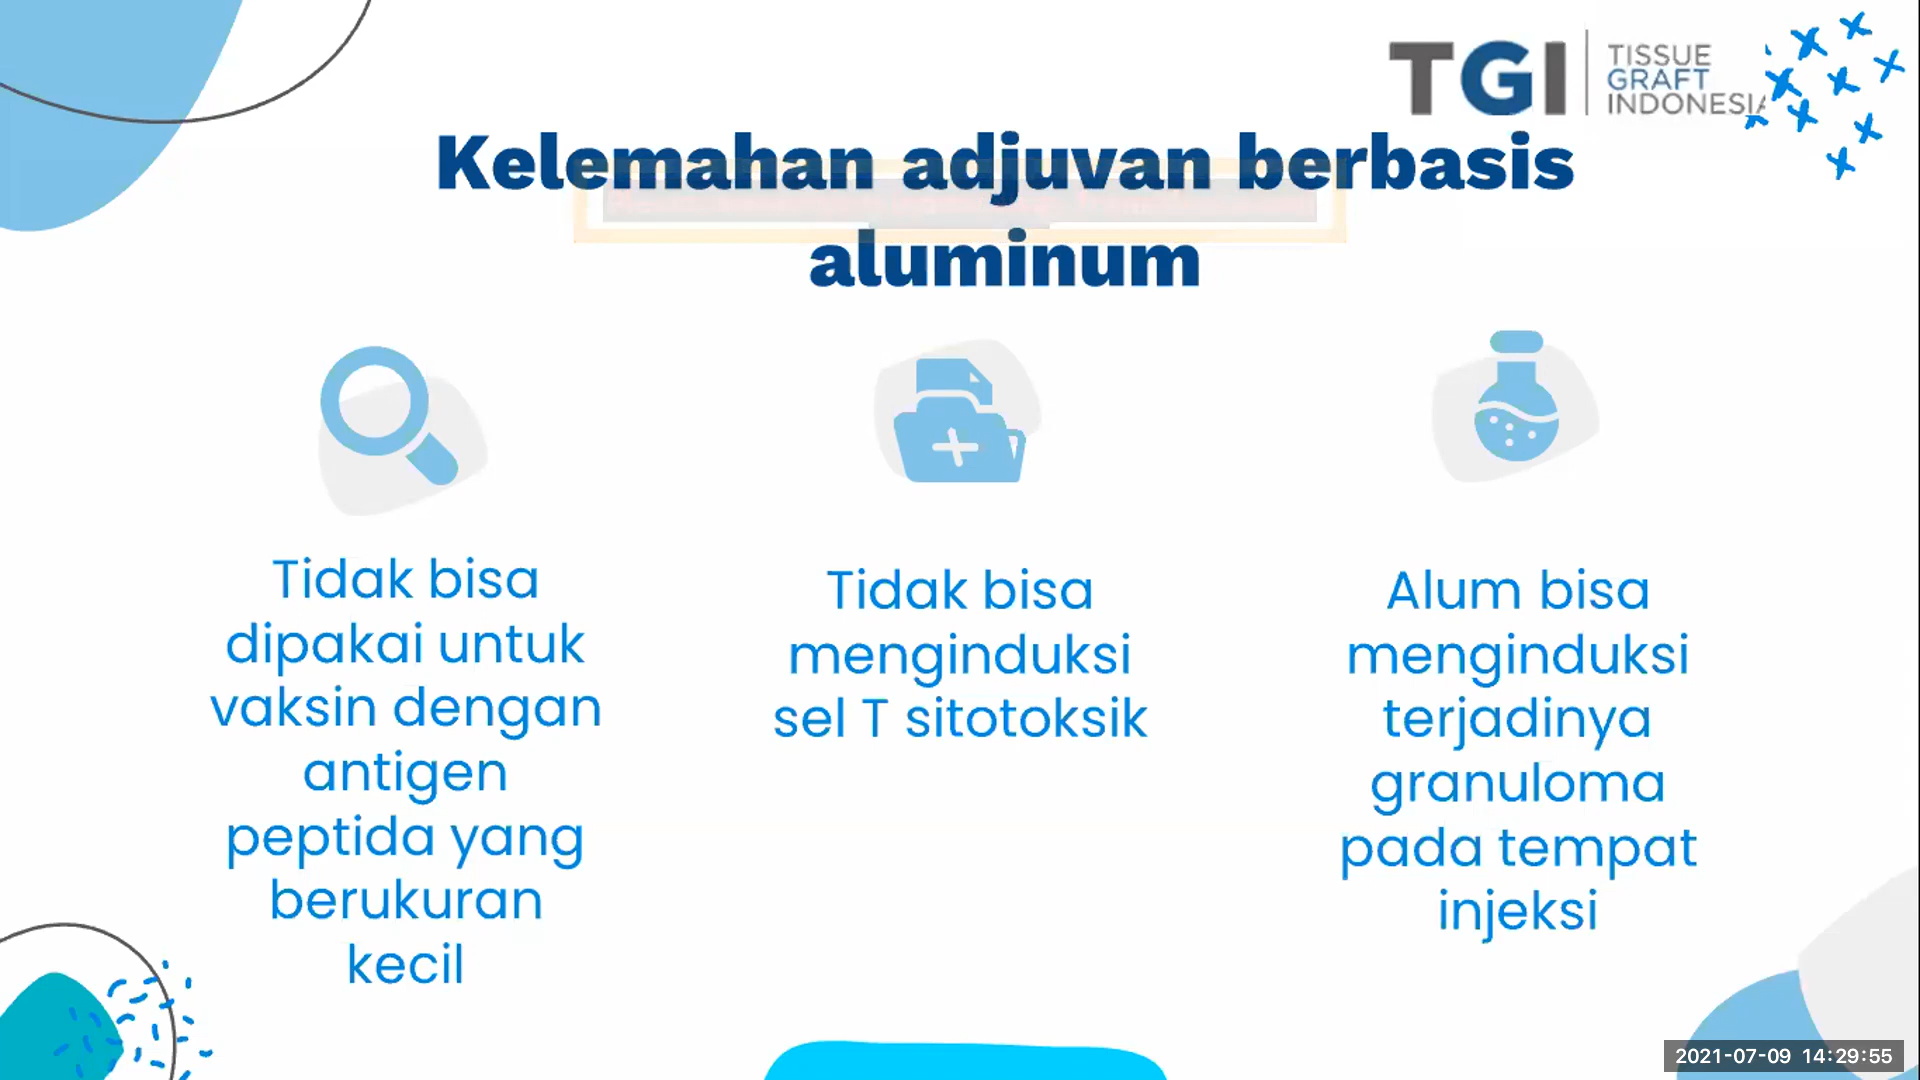 TGI
TISSUE
GRAFT
INDONESIA
Kelemahan adjuvan berbasis
aluminum
Tidak bisa
dipakai untuk
vaksin dengan
antigen
peptida yang
berukuran
kecil
Tidak bisa
menginduksi
sel T sitotoksik
Alum bisa
menginduksi
terjadinya
granuloma
pada tempat
injeksi
2021-07-09 14:29:55